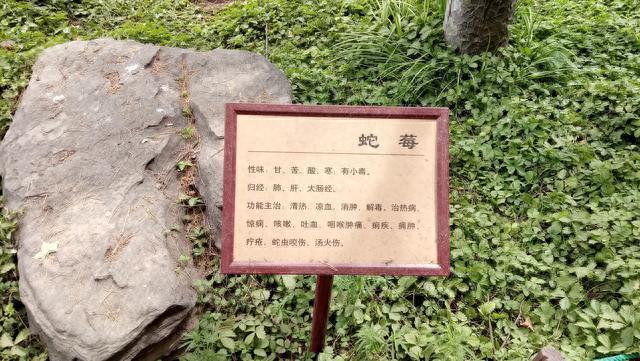 蛇莓
性味：甘、苦、酸、寒，有小毒。
归经：肺、肝、大肠经。
功能主治：清热，凉血，消肿，解毒。治热病，
惊痫，咳嗽，吐血，咽喉肿痛，痢疾，痈肿，
疔疮，蛇虫咬伤、汤火伤。